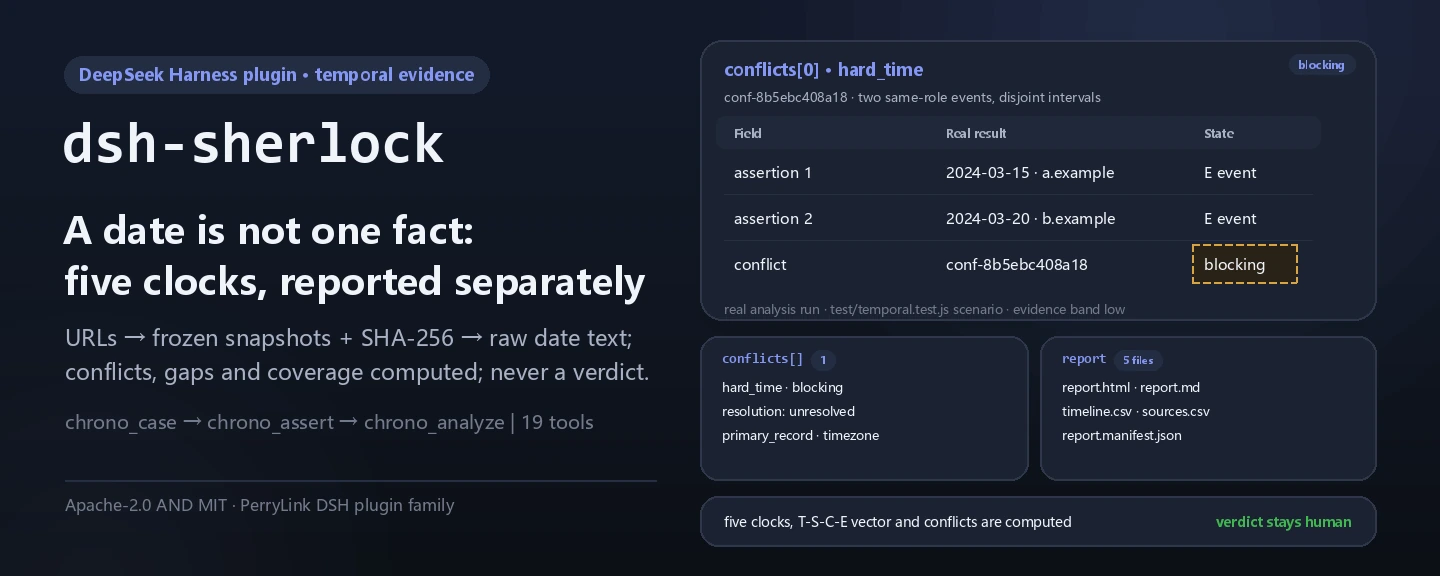 DeepSeek Harness plugin • temporal evidence
dsh-sherlock
A date is not one fact:
five clocks, reported separately
URLs → frozen snapshots + SHA-256 → raw date text;
conflicts, gaps and coverage computed; never a verdict.
chrono_case → chrono_assert → chrono_analyze | 19 tools
Apache-2.0 AND MIT · PerryLink DSH plugin family
conflicts[0] • hard_time
blocking
conf-8b5ebc408a18 · two same-role events, disjoint intervals
Field Real result State
assertion 1 2024-03-15 · a.example E event
assertion 2 2024-03-20 · b.example E event
conflict conf-8b5ebc408a18 blocking
real analysis run · test/temporal.test.js scenario · evidence band low
conflicts[] 1
hard_time · blocking
resolution: unresolved
primary_record · timezone
report 5 files
report.html · report.md
timeline.csv · sources.csv
report.manifest.json
five clocks, T-S-C-E vector and conflicts are computed
verdict stays human